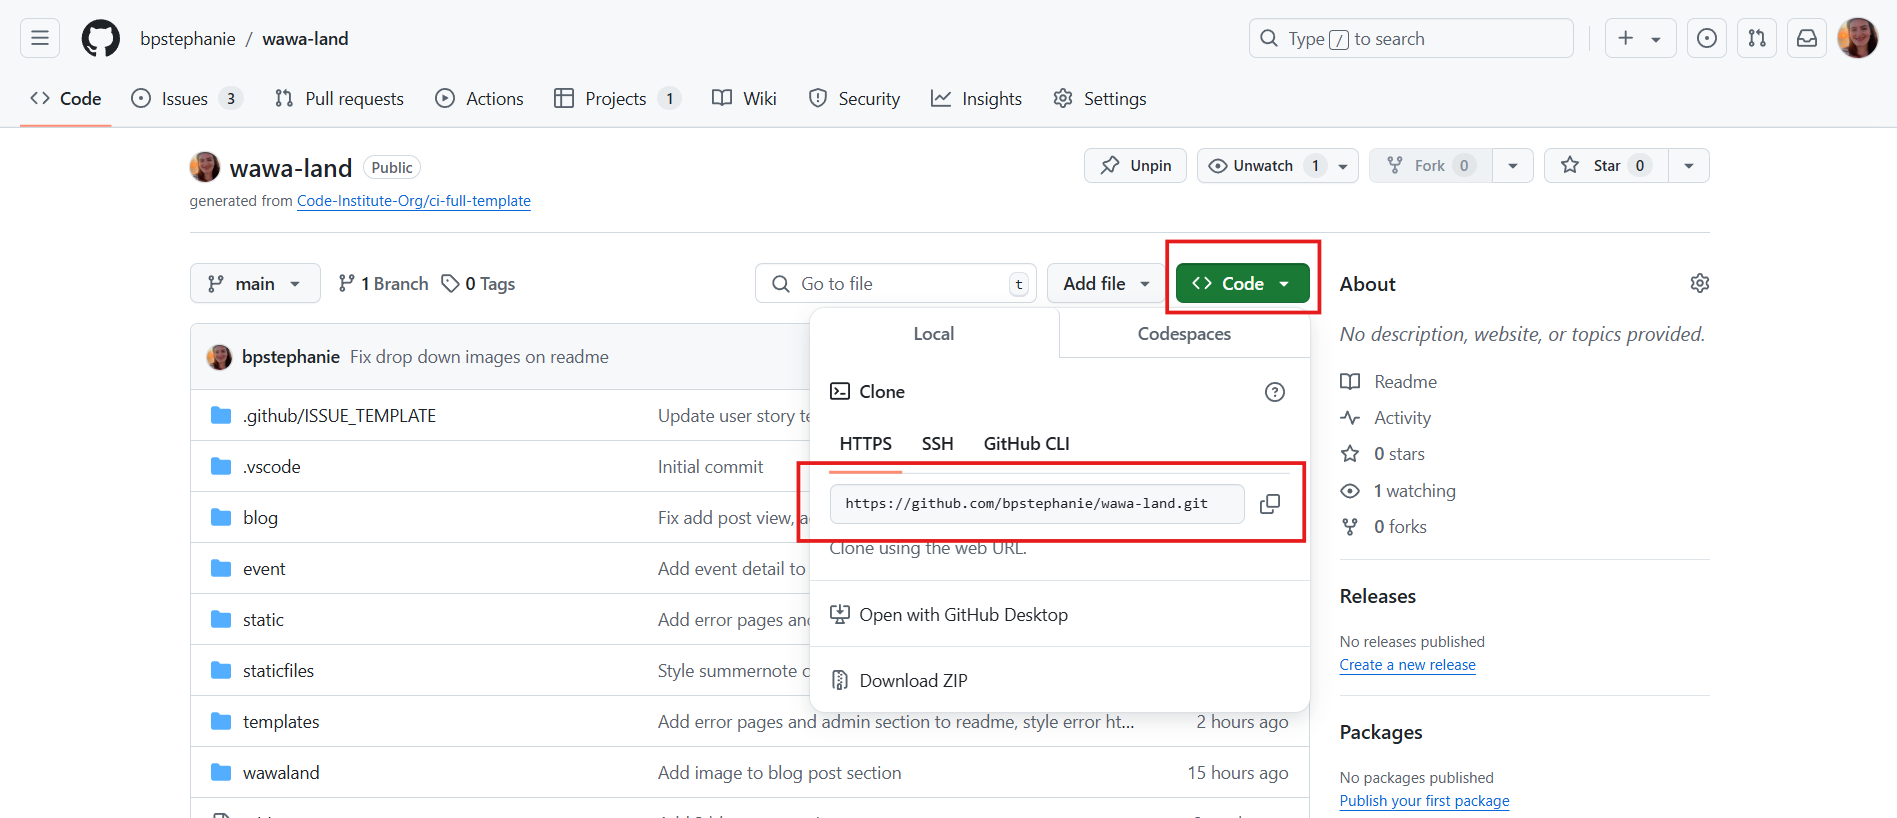 bpstephanie / wawa-land
Type / to search
Code
Issues 3
Pull requests
Actions
Projects 1
Wiki
Security
Insights
Settings
wawa-land Public
Unpin
Unwatch 1
Fork 0
Star 0
generated from Code-Institute-Org/ci-full-template
main
1 Branch
0 Tags
Go to file t
Add file
Code
About
No description, website, or topics provided.
Readme
Activity
0 stars
1 watching
0 forks
Releases
No releases published
Create a new release
Packages
No packages published
Publish your first package
Local
Codespaces
Clone
HTTPS SSH GitHub CLI
https://github.com/bpstephanie/wawa-land.git
Clone using the web URL.
Open with GitHub Desktop
Download ZIP
bpstephanie Fix drop down images on readme
.github/ISSUE_TEMPLATE Update user story te
.vscode Initial commit
blog Fix add post view, a
event Add event detail to
static Add error pages and
staticfiles Style summernote c
templates Add error pages and admin section to readme, style error ht... 2 hours ago
wawaland Add image to blog post section 15 hours ago